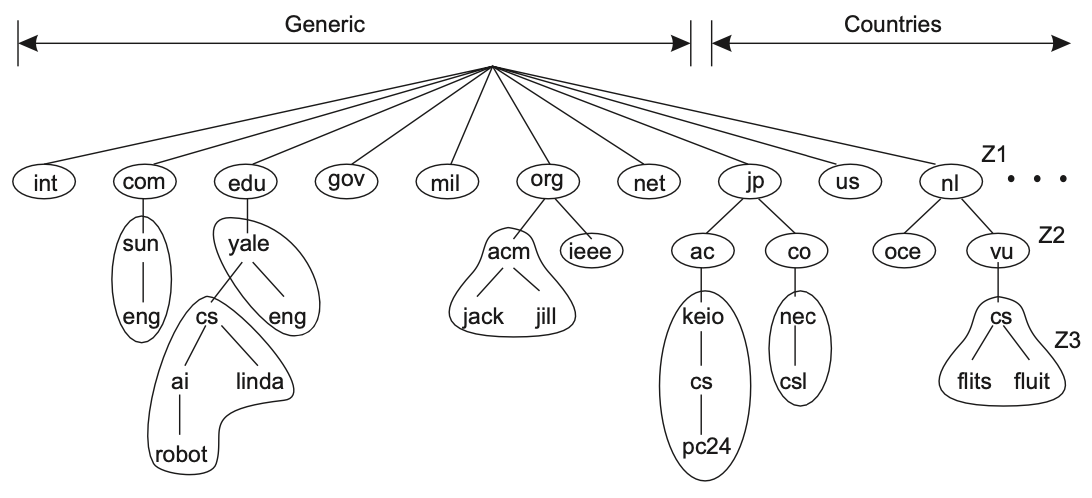 Generic Countries
Z1
int com edu gov mil org net jp us nl • • •
sun yale acm ieee ac co oce vu Z2
eng cs eng jack jill keio nec cs
Z3
ai linda cs csl flits fluit
robot pc24